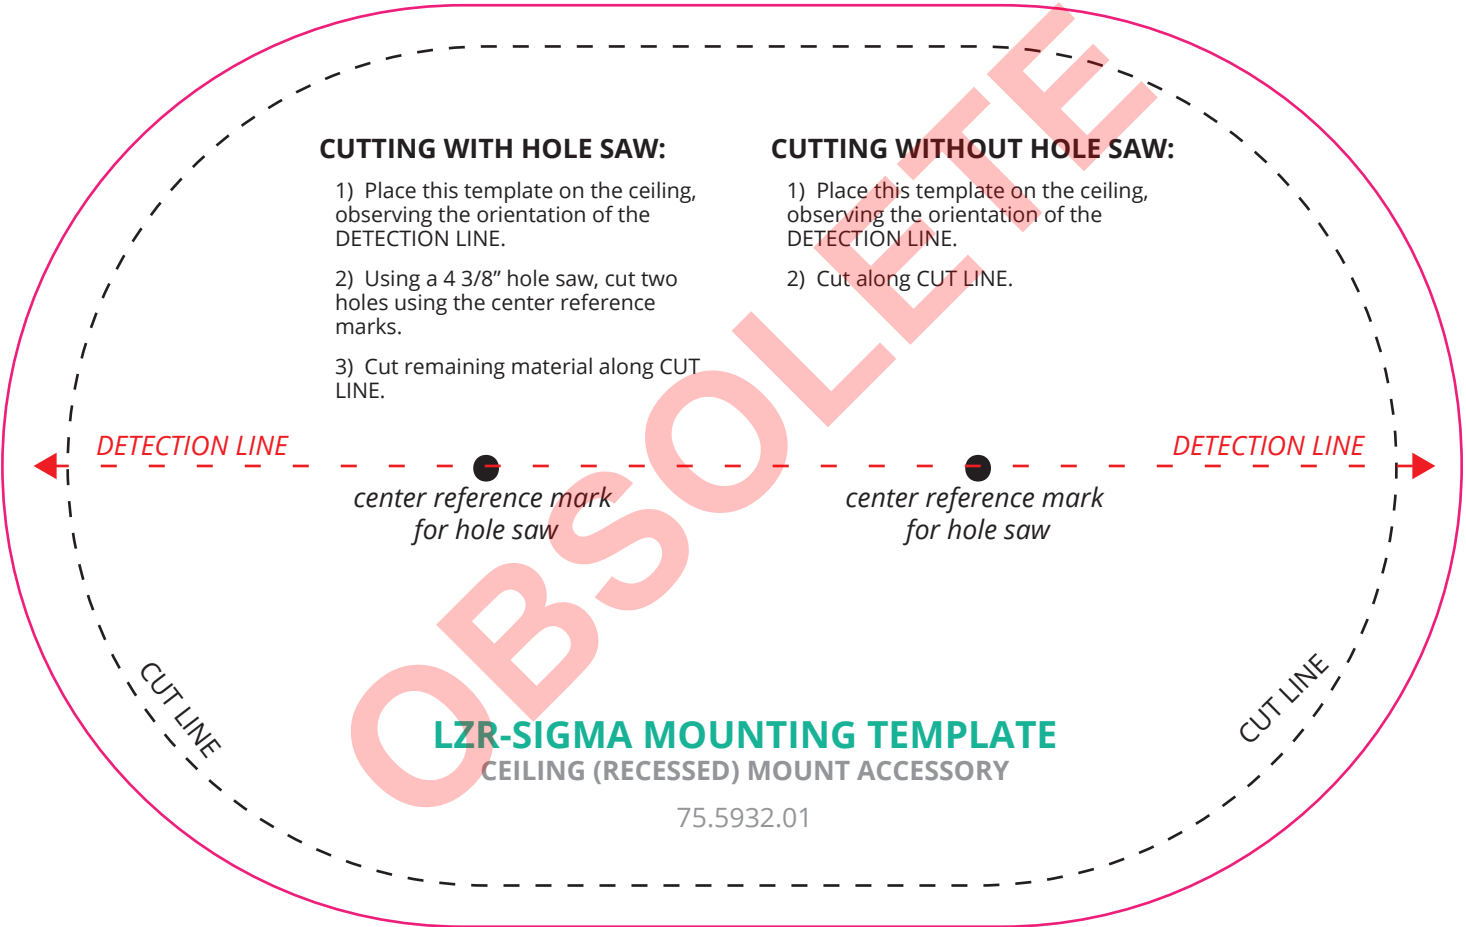 CUTTING WITH HOLE SAW:
1) Place this template on the ceiling,
observing the orientation of the
DETECTION LINE.
2) Using a 4 3/8” hole saw, cut two
holes using the center reference
marks.
3) Cut remaining material along CUT
LINE.
CUTTING WITHOUT HOLE SAW:
1) Place this template on the ceiling,
observing the orientation of the
DETECTION LINE.
2) Cut along CUT LINE.
DETECTION LINE
DETECTION LINE
center reference mark
for hole saw
center reference mark
for hole saw
CUT LINE
CUT LINE
LZR-SIGMA MOUNTING TEMPLATE
CEILING (RECESSED) MOUNT ACCESSORY
75.5932.01
OBSOLETE